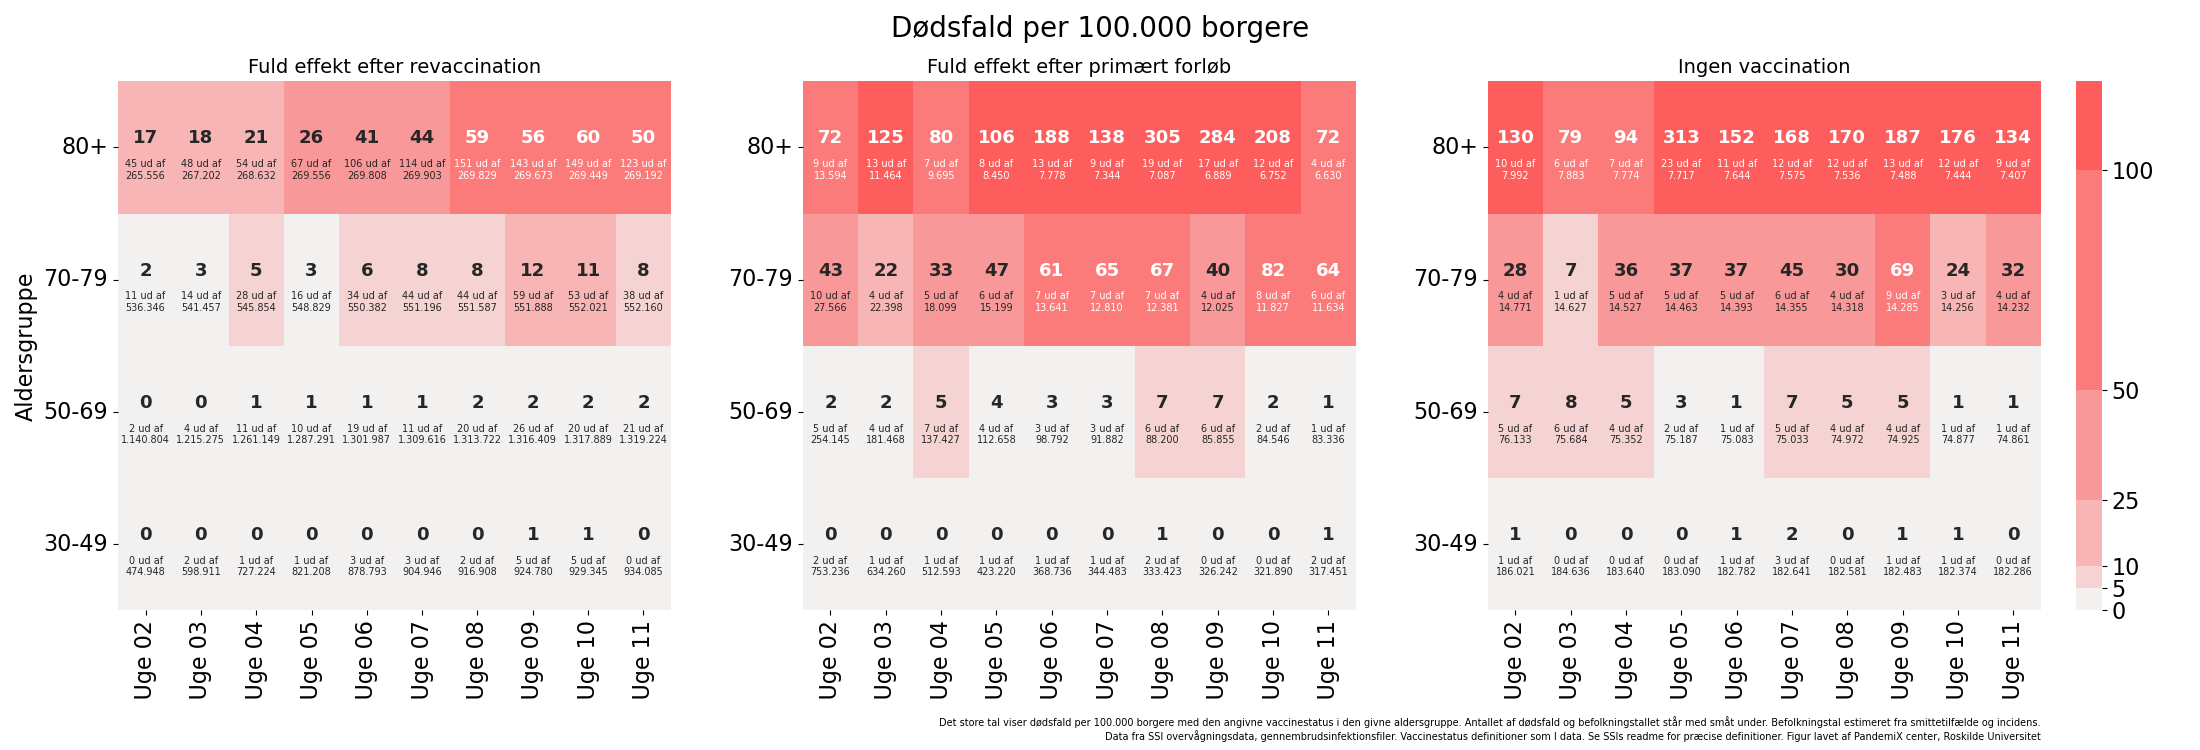 Dødsfald per 100.000 borgere
Fuld effekt efter revaccination
Aldersgruppe
80+
17 18 21 26 41 44 59 56 60 50
45 ud af 48 ud af 54 ud af 67 ud af 106 ud af 114 ud af 151 ud af 143 ud af 149 ud af 123 ud af
265.556 267.202 268.632 269.556 269.808 269.903 269.829 269.673 269.449 269.192
70-79
2 3 5 3 6 8 8 12 11 8
11 ud af 14 ud af 28 ud af 16 ud af 34 ud af 44 ud af 44 ud af 59 ud af 53 ud af 38 ud af
536.346 541.457 545.854 548.829 550.382 551.196 551.587 551.888 552.021 552.160
50-69
0 0 1 1 1 1 2 2 2 2
2 ud af 4 ud af 11 ud af 10 ud af 19 ud af 11 ud af 20 ud af 26 ud af 20 ud af 21 ud af
1.140.804 1.215.275 1.261.149 1.287.291 1.301.987 1.309.616 1.313.722 1.316.409 1.317.889 1.319.224
30-49
0 0 0 0 0 0 0 1 1 0
0 ud af 2 ud af 1 ud af 1 ud af 3 ud af 3 ud af 2 ud af 5 ud af 5 ud af 0 ud af
474.948 598.911 727.224 821.208 878.793 904.946 916.908 924.780 929.345 934.085
Uge 02 Uge 03 Uge 04 Uge 05 Uge 06 Uge 07 Uge 08 Uge 09 Uge 10 Uge 11
Fuld effekt efter primært forløb
80+
72 125 80 106 188 138 305 284 208 72
9 ud af 13 ud af 7 ud af 8 ud af 13 ud af 9 ud af 19 ud af 17 ud af 12 ud af 4 ud af
13.594 11.464 9.695 8.450 7.778 7.344 7.087 6.889 6.752 6.630
70-79
43 22 33 47 61 65 67 40 82 64
10 ud af 4 ud af 5 ud af 6 ud af 7 ud af 7 ud af 7 ud af 4 ud af 8 ud af 6 ud af
27.566 22.398 18.099 15.199 13.641 12.810 12.381 12.025 11.827 11.634
50-69
2 2 5 4 3 3 7 7 2 1
5 ud af 4 ud af 7 ud af 4 ud af 3 ud af 3 ud af 6 ud af 6 ud af 2 ud af 1 ud af
254.145 181.468 137.427 112.658 98.792 91.882 88.200 85.855 84.546 83.336
30-49
0 0 0 0 0 0 1 0 0 1
2 ud af 1 ud af 1 ud af 1 ud af 1 ud af 1 ud af 2 ud af 0 ud af 0 ud af 2 ud af
753.236 634.260 512.593 423.220 368.736 344.483 333.423 326.242 321.890 317.451
Uge 02 Uge 03 Uge 04 Uge 05 Uge 06 Uge 07 Uge 08 Uge 09 Uge 10 Uge 11
Ingen vaccination
80+
130 79 94 313 152 168 170 187 176 134
10 ud af 6 ud af 7 ud af 23 ud af 11 ud af 12 ud af 12 ud af 13 ud af 12 ud af 9 ud af
7.992 7.883 7.774 7.717 7.644 7.575 7.536 7.488 7.444 7.407
70-79
28 7 36 37 37 45 30 69 24 32
4 ud af 1 ud af 5 ud af 5 ud af 5 ud af 6 ud af 4 ud af 9 ud af 3 ud af 4 ud af
14.771 14.627 14.527 14.463 14.393 14.355 14.318 14.285 14.256 14.232
50-69
7 8 5 3 1 7 5 5 1 1
5 ud af 6 ud af 4 ud af 2 ud af 1 ud af 5 ud af 4 ud af 4 ud af 1 ud af 1 ud af
76.133 75.684 75.352 75.187 75.083 75.033 74.972 74.925 74.877 74.861
30-49
1 0 0 0 1 2 0 1 1 0
1 ud af 0 ud af 0 ud af 0 ud af 1 ud af 3 ud af 0 ud af 1 ud af 1 ud af 0 ud af
186.021 184.636 183.640 183.090 182.782 182.641 182.581 182.483 182.374 182.286
Uge 02 Uge 03 Uge 04 Uge 05 Uge 06 Uge 07 Uge 08 Uge 09 Uge 10 Uge 11
100
50
25
10
5
0
Det store tal viser dødsfald per 100.000 borgere med den angivne vaccinestatus i den givne aldersgruppe. Antallet af dødsfald og befolkningstallet står med småt under. Befolkningstal estimeret fra smittetilfælde og incidens.
Data fra SSI overvågningsdata, gennembrudsinfektionsfiler. Vaccinestatus definitioner som I data. Se SSIs readme for præcise definitioner. Figur lavet af PandemiX center, Roskilde Universitet